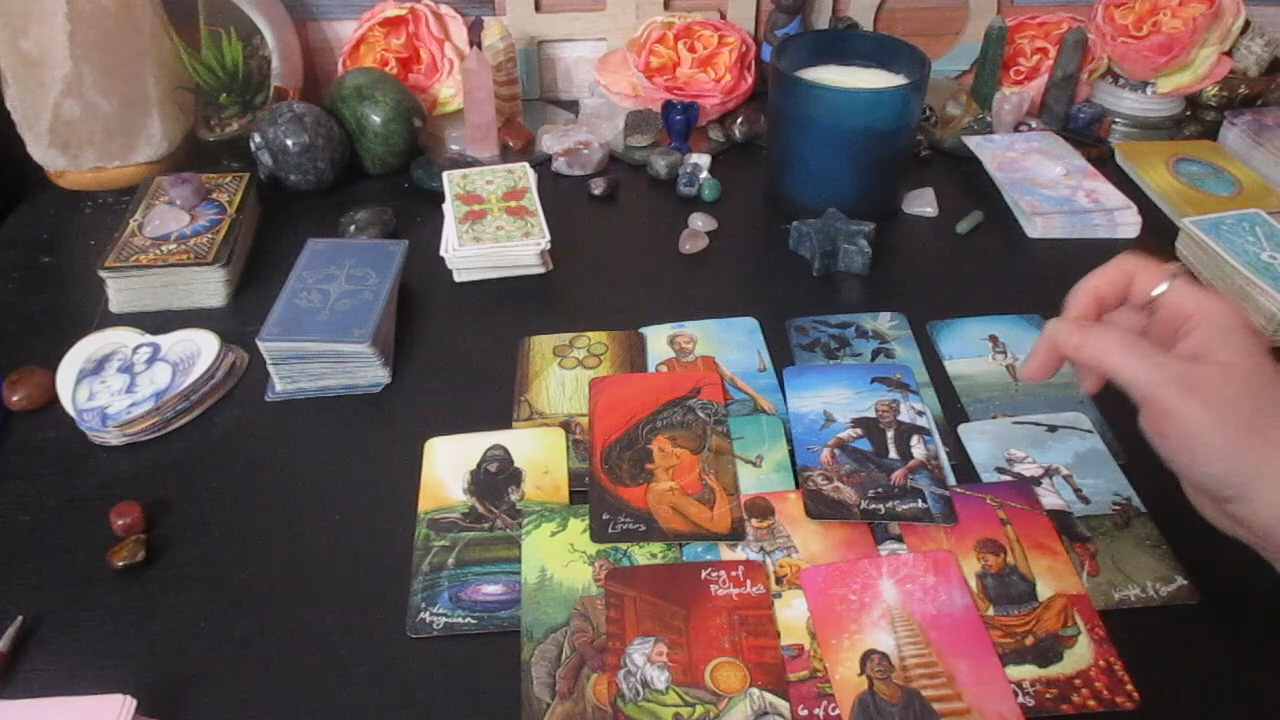 6. the
Lovers
King of Swords
the
Magician
King of
Pentacles
Knight of Swords
6 of C